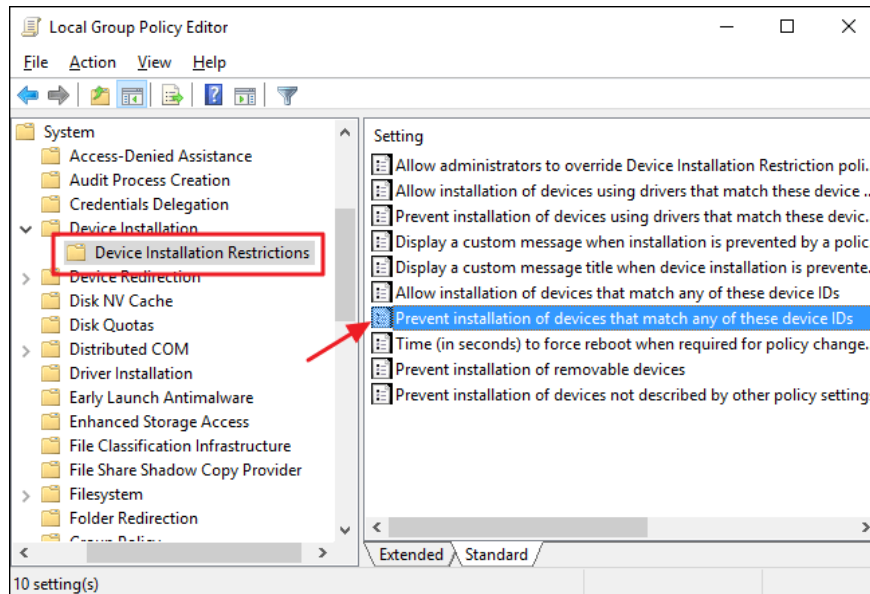 Local Group Policy Editor
File Action View Help
System
Access-Denied Assistance
Audit Process Creation
Credentials Delegation
Device Installation
Device Installation Restrictions
Device Redirection
Disk NV Cache
Disk Quotas
Distributed COM
Driver Installation
Early Launch Antimalware
Enhanced Storage Access
File Classification Infrastructure
File Share Shadow Copy Provider
Filesystem
Folder Redirection
Group Policy
Setting
Allow administrators to override Device Installation Restriction poli...
Allow installation of devices using drivers that match these device ...
Prevent installation of devices using drivers that match these devic...
Display a custom message when installation is prevented by a polic
Display a custom message title when device installation is prevente...
Allow installation of devices that match any of these device IDs
Prevent installation of devices that match any of these device IDs
Time (in seconds) to force reboot when required for policy change...
Prevent installation of removable devices
Prevent installation of devices not described by other policy settings
Extended Standard
10 setting(s)